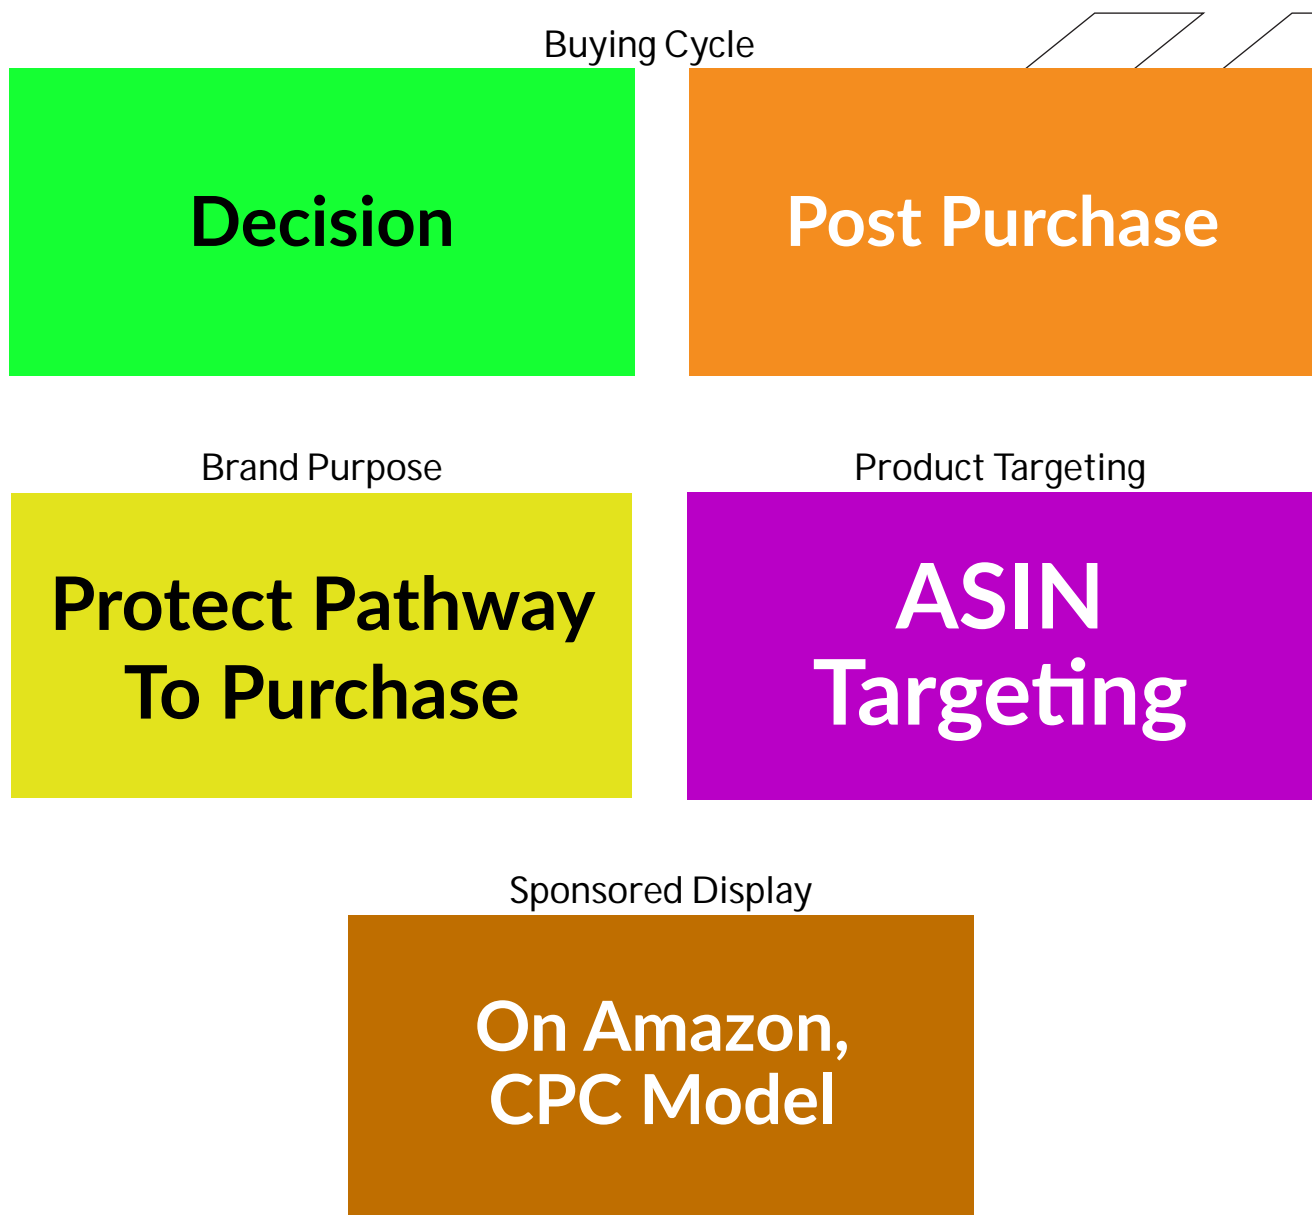 Buying Cycle
Decision
Post Purchase
Brand Purpose
Product Targeting
Protect Pathway
To Purchase
ASIN
Targeting
Sponsored Display
On Amazon,
CPC Model